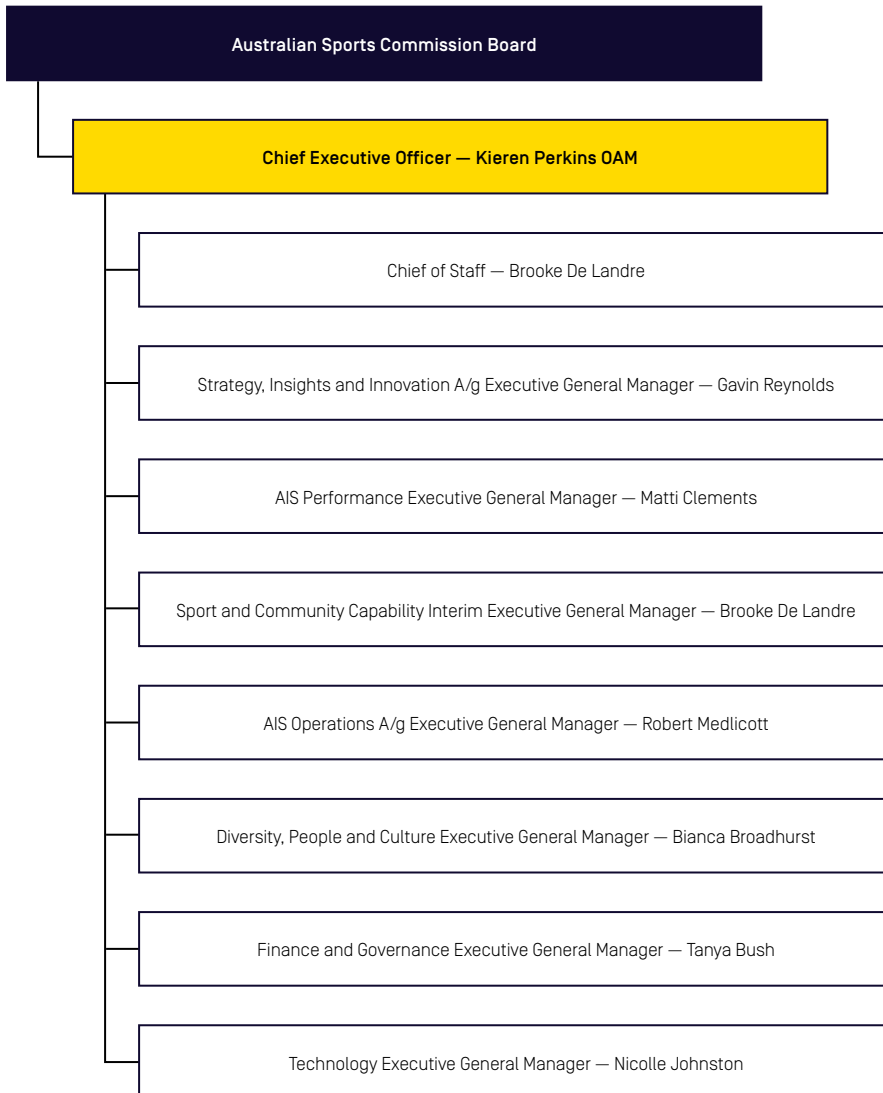 Australian Sports Commission Board
Chief Executive Officer — Kieren Perkins OAM
Chief of Staff — Brooke De Landre
Strategy, Insights and Innovation A/g Executive General Manager — Gavin Reynolds
AIS Performance Executive General Manager — Matti Clements
Sport and Community Capability Interim Executive General Manager — Brooke De Landre
AIS Operations A/g Executive General Manager — Robert Medlicott
Diversity, People and Culture Executive General Manager — Bianca Broadhurst
Finance and Governance Executive General Manager — Tanya Bush
Technology Executive General Manager — Nicolle Johnston